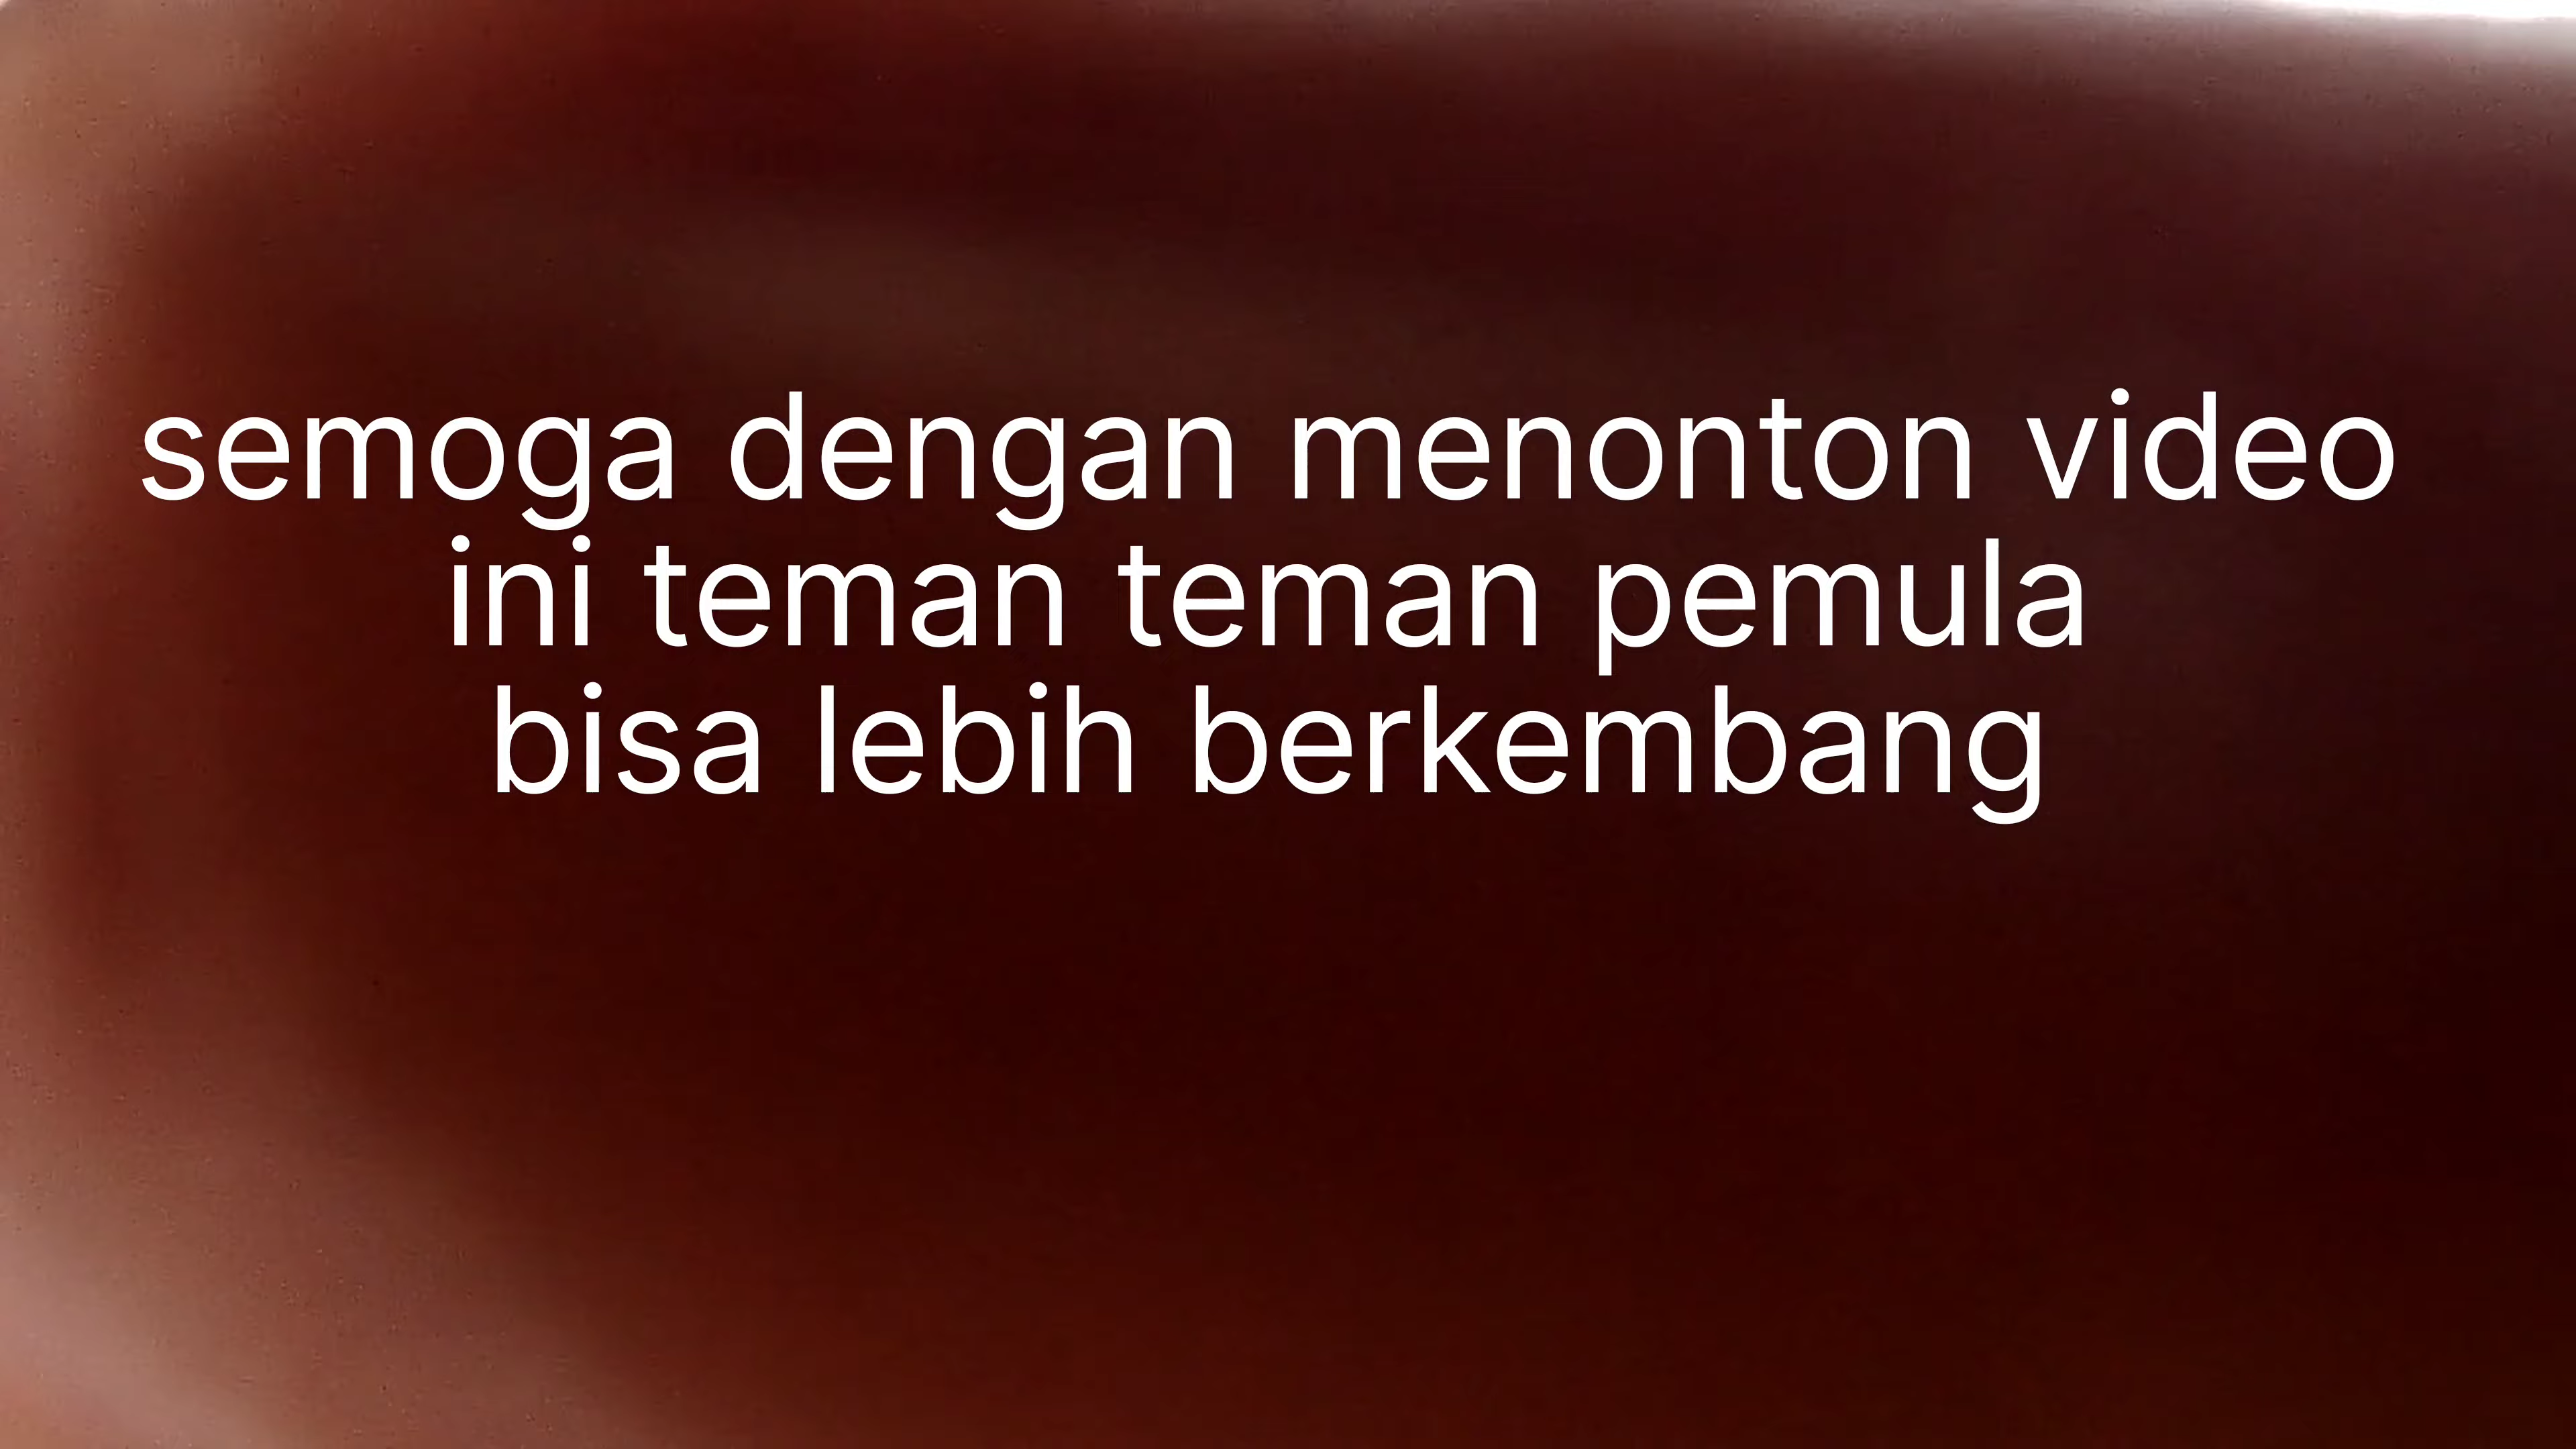 semoga dengan menonton video
ini teman teman pemula
bisa lebih berkembang